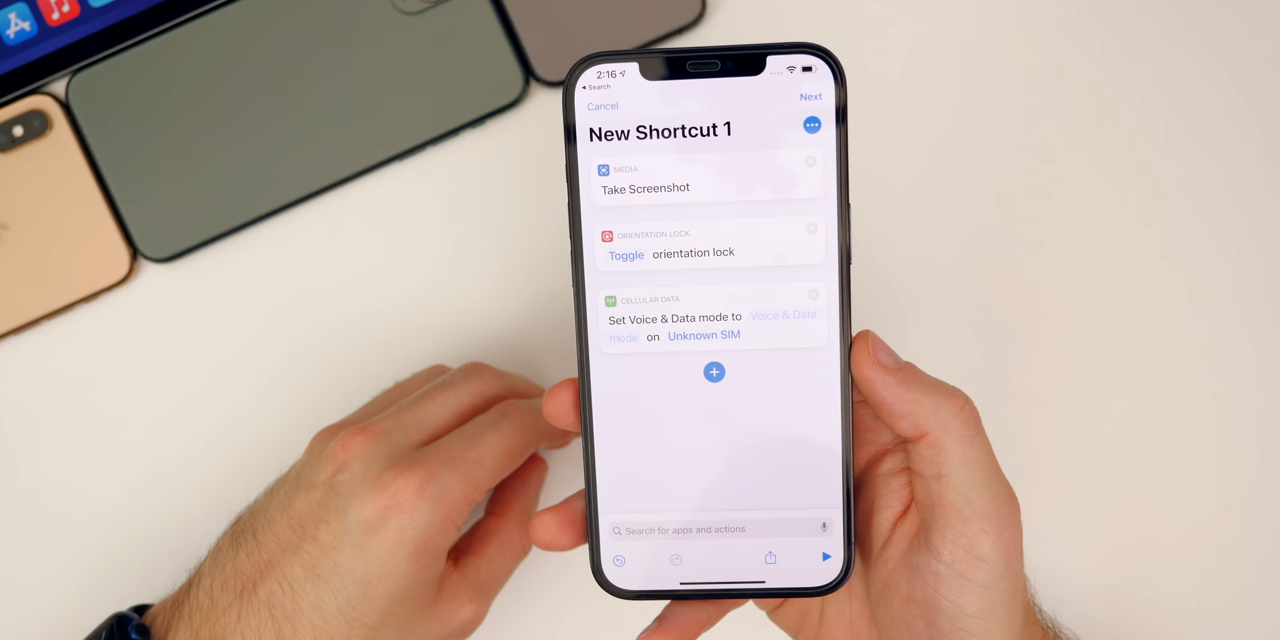 2:16
Search
Cancel
Next
New Shortcut 1
MEDIA
Take Screenshot
ORIENTATION LOCK
Toggle orientation lock
CELLULAR DATA
Set Voice & Data mode to Voice & Data
mode on Unknown SIM
Search for apps and actions